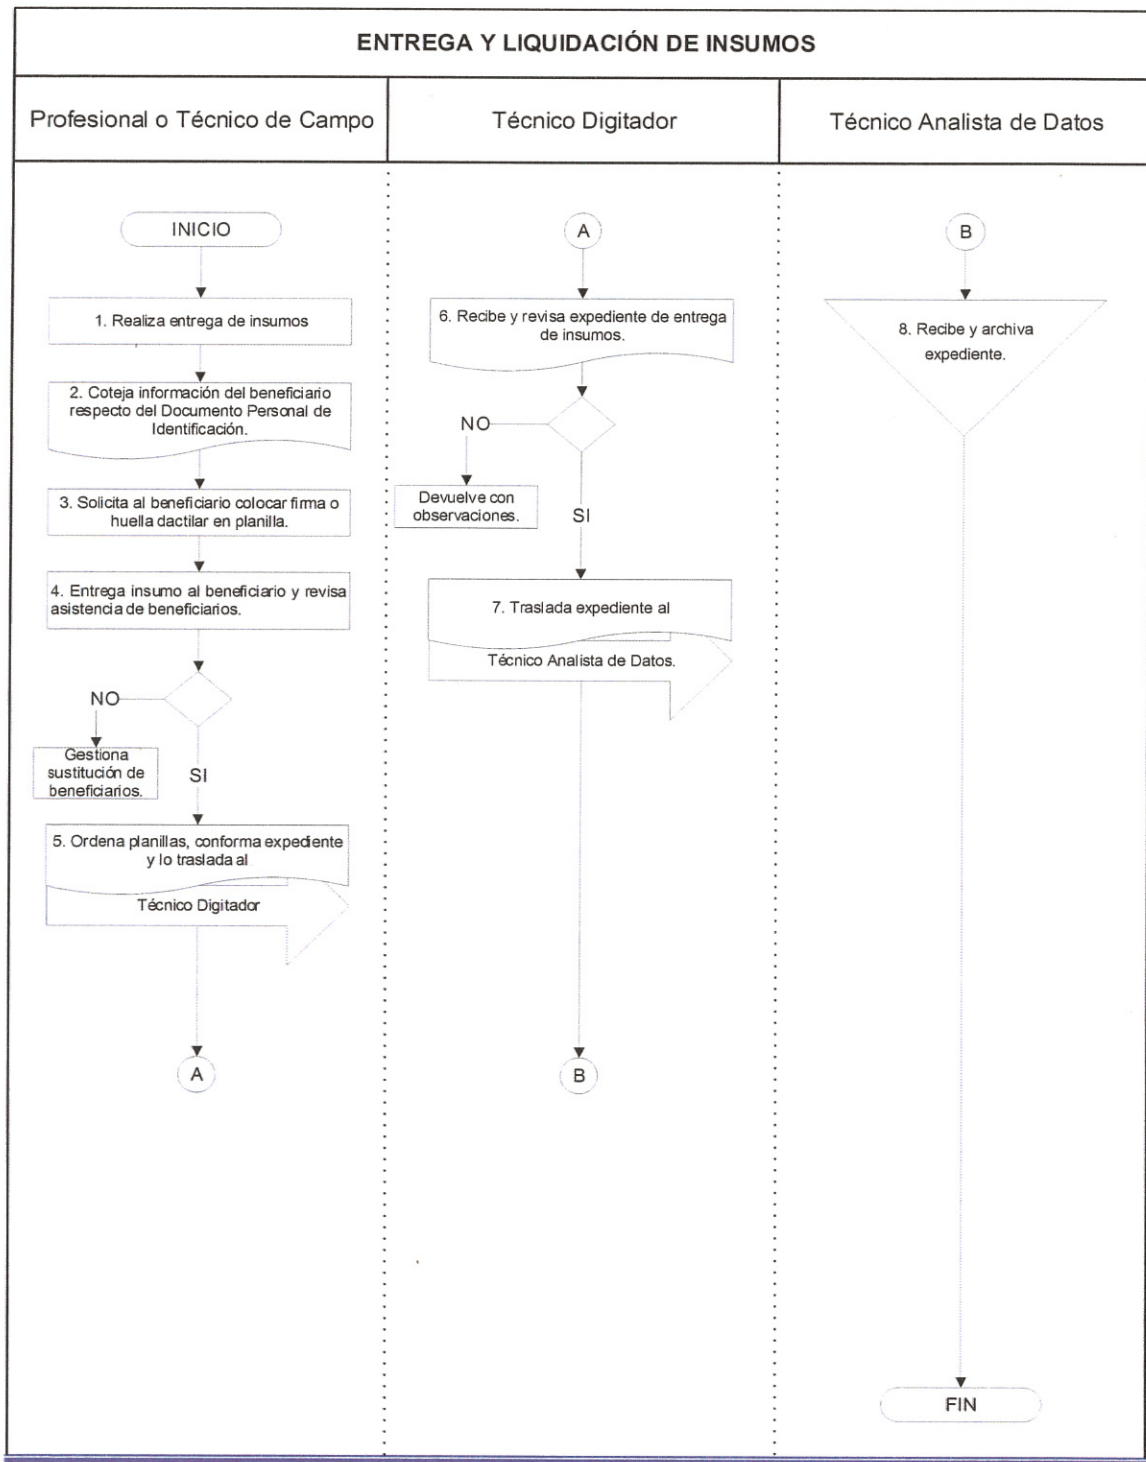 ENTREGA Y LIQUIDACIÓN DE INSUMOS
Profesional o Técnico de Campo
Técnico Digitador
Técnico Analista de Datos
INICIO
1. Realiza entrega de insumos
2. Coteja información del beneficiario
respecto del Documento Personal de
Identificación.
3. Solicita al beneficiario colocar firma o
huella dactilar en planilla.
4. Entrega insumo al beneficiario y revisa
asistencia de beneficiarios.
NO
Gestiona
sustitución de
beneficiarios.
SI
5. Ordena planillas, conforma expediente
y lo traslada al
Técnico Digitador
A
A
6. Recibe y revisa expediente de entrega
de insumos.
NO
Devuelve con
observaciones.
SI
7. Traslada expediente al
Técnico Analista de Datos.
B
B
8. Recibe y archiva
expediente.
FIN